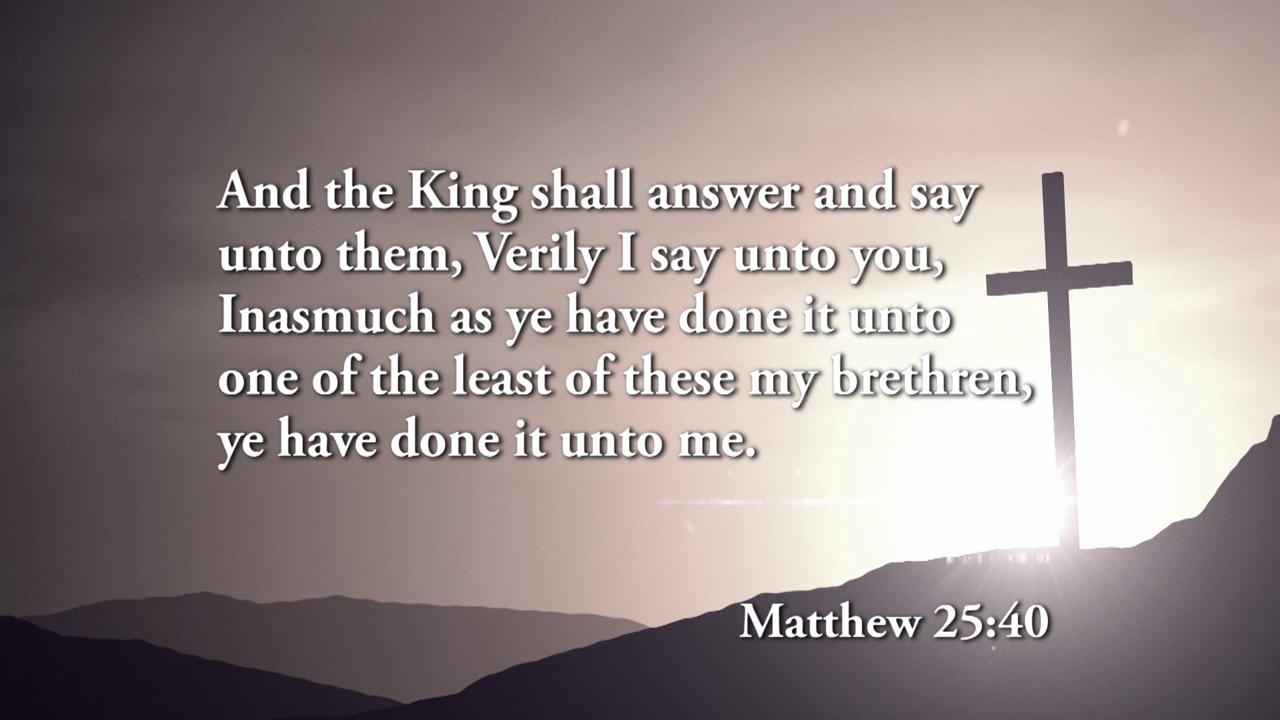 And the King shall answer and say
unto them, Verily I say unto you,
Inasmuch as ye have done it unto
one of the least of these my brethren,
ye have done it unto me.
Matthew 25:40